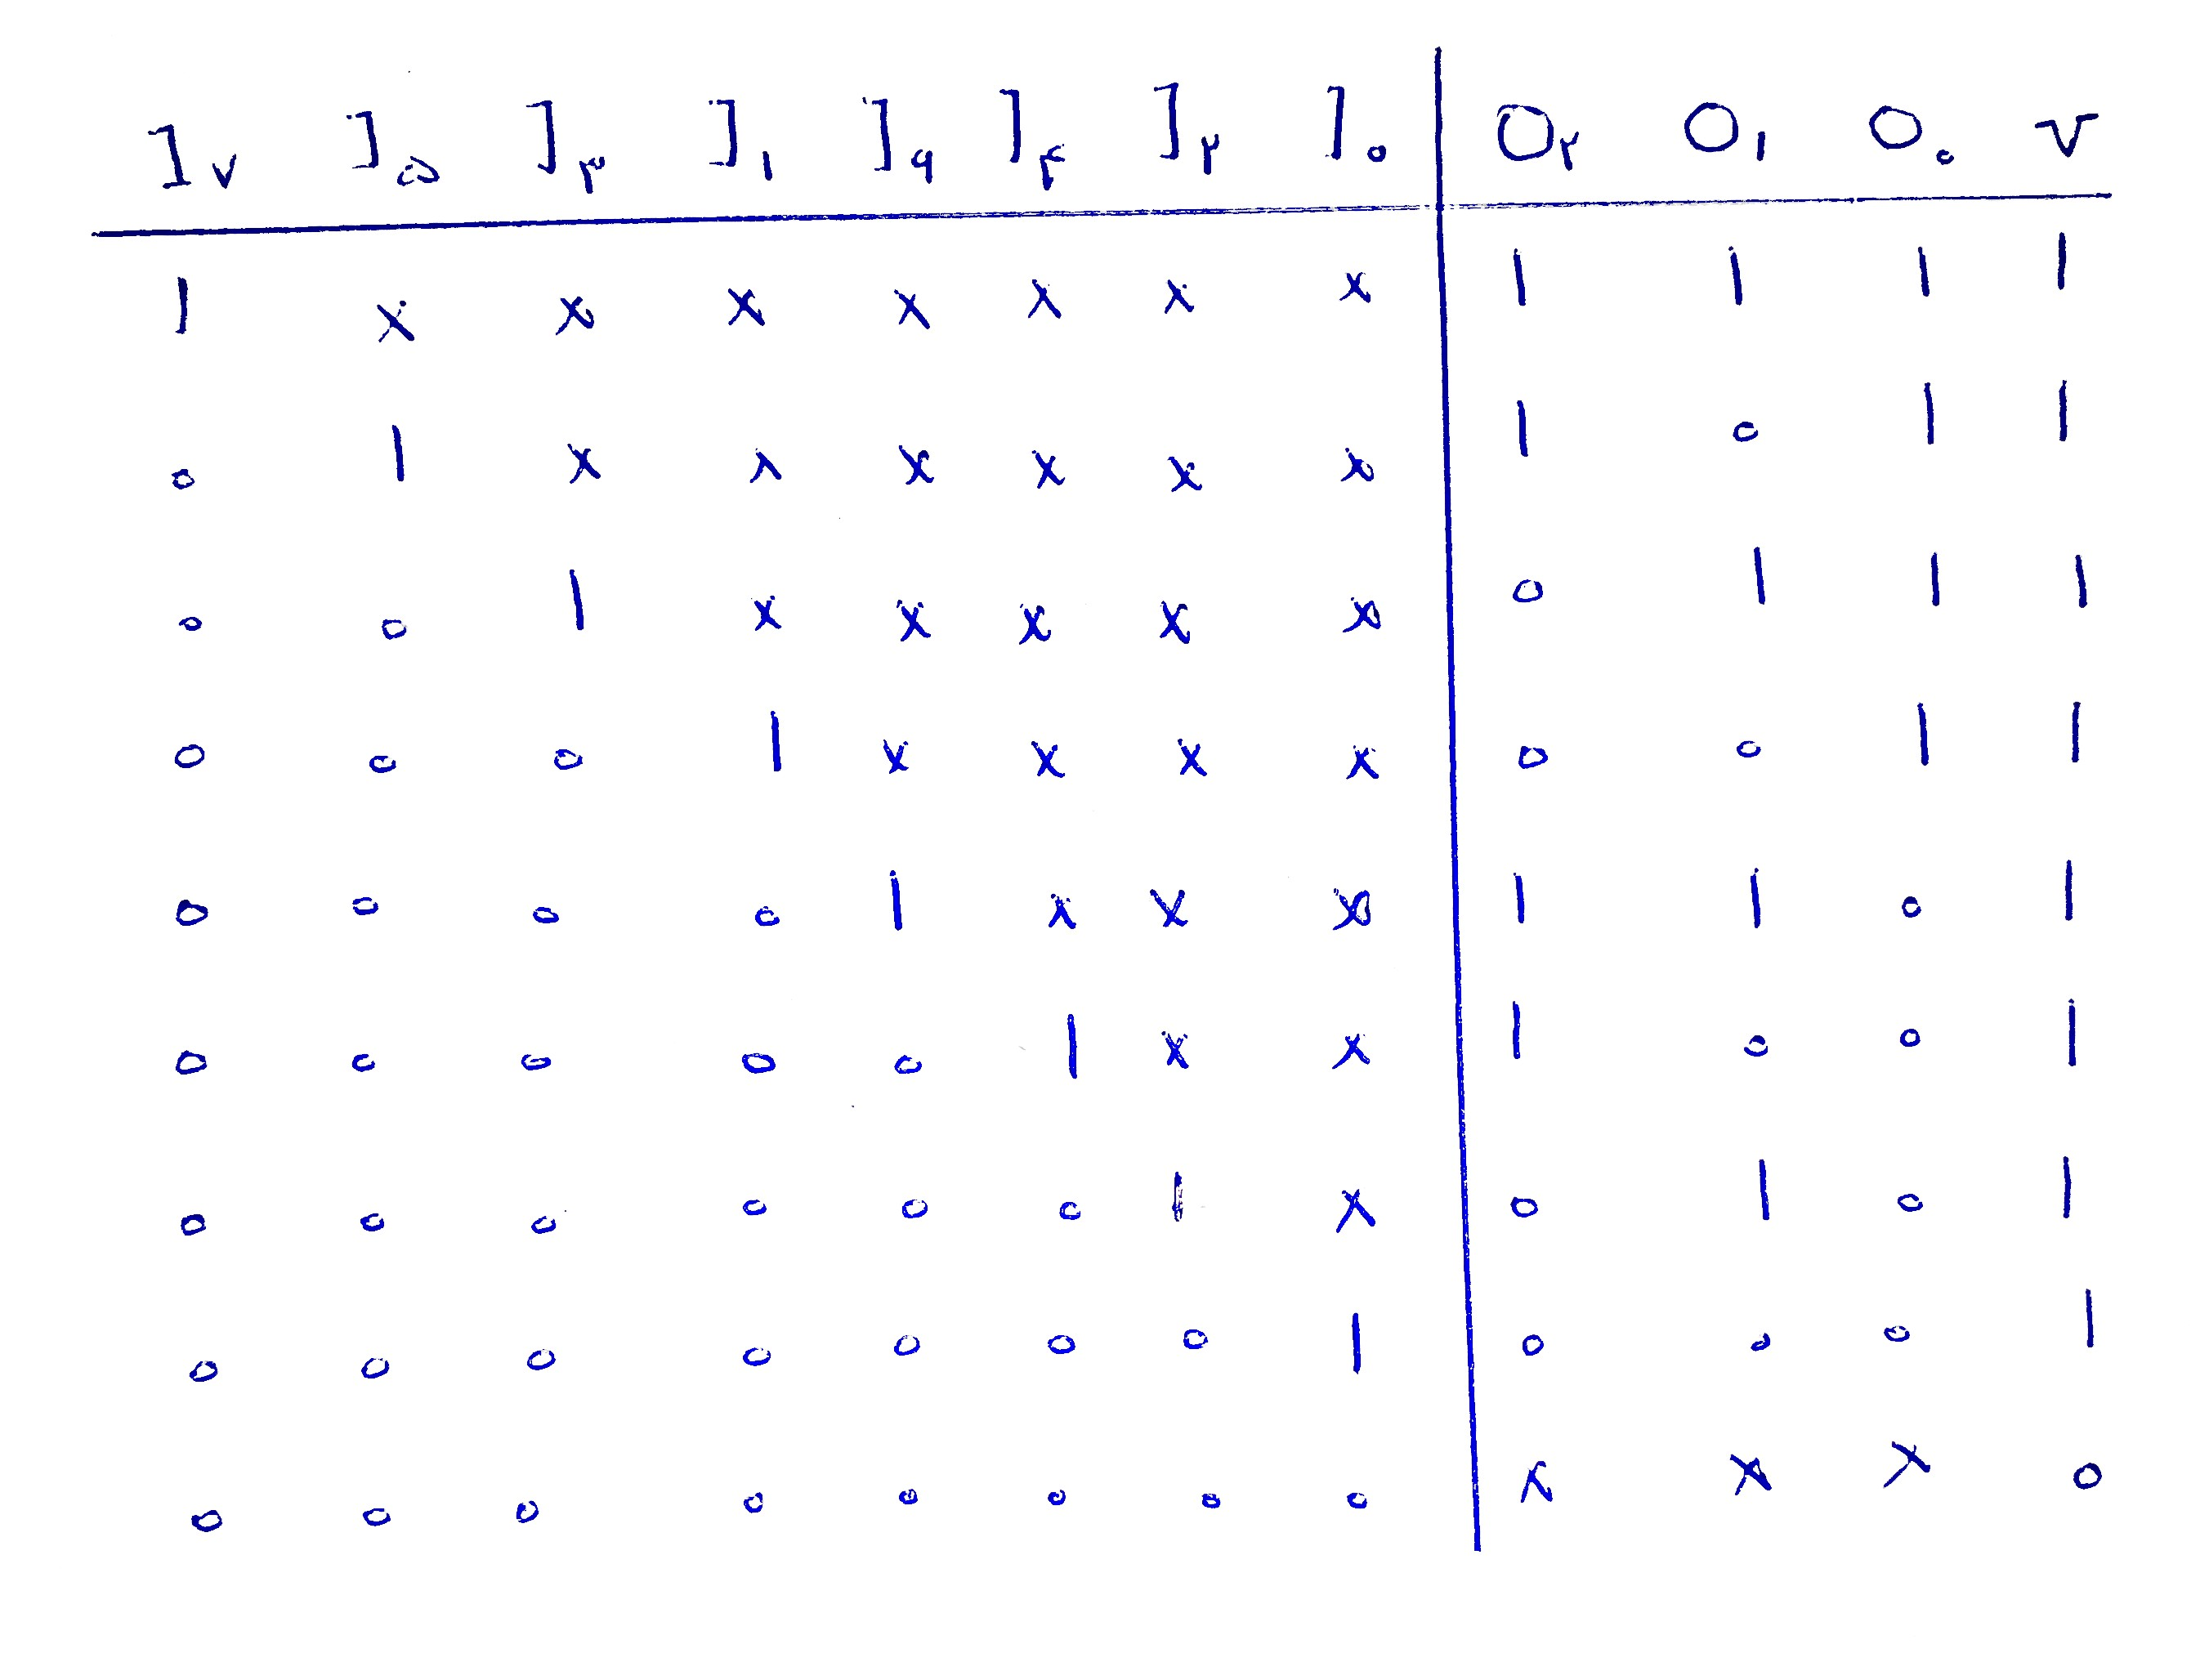 I۷ I۵ I۳ I۱ I۶ I۴ I۲ I۰ O۲ O۱ O۰ V
1 x x x x x x x 1 1 1 1
0 1 x x x x x x 1 0 1 1
0 0 1 x x x x x 0 1 1 1
0 0 0 1 x x x x 0 0 1 1
0 0 0 0 1 x x x 1 1 0 1
0 0 0 0 0 1 x x 1 0 0 1
0 0 0 0 0 0 1 x 0 1 0 1
0 0 0 0 0 0 0 1 0 0 0 1
0 0 0 0 0 0 0 0 x x x 0